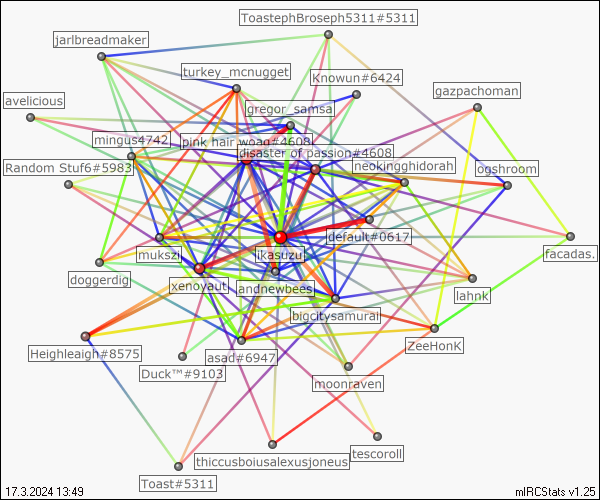 ToastephBroseph5311#5311
jarlbreadmaker
turkey_mcnugget
Knowun#6424
gazpachoman
avelicious
gregor_samsa
mingus4742
pink hair woag#4608
disaster of passion#4608
Random Stuf6#5983
neokingghidorah
ogshroom
default#0617
mukszi
ikasuzu
facadas.
doggerdig
xenoyaut
andnewbees
lahnk
bigcitysamurai
ZeeHonK
Heighleaigh#8575
asad#6947
Duck™#9103
moonraven
thiccusboiusalexusjoneus
tescoroll
Toast#5311
17.3.2024 13:49
mIRCStats v1.25